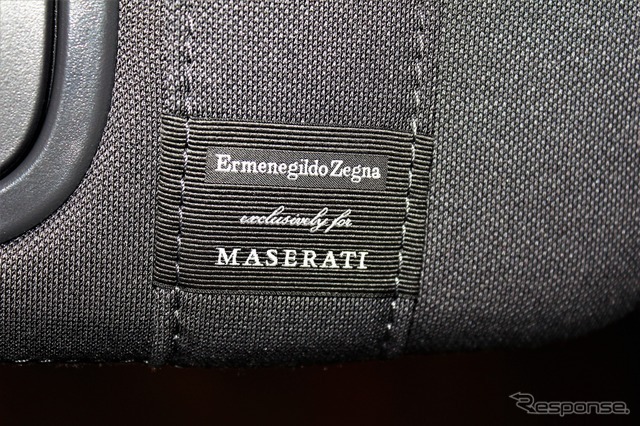 Ermenegildo Zegna
exclusively for
MASERATI
Response.